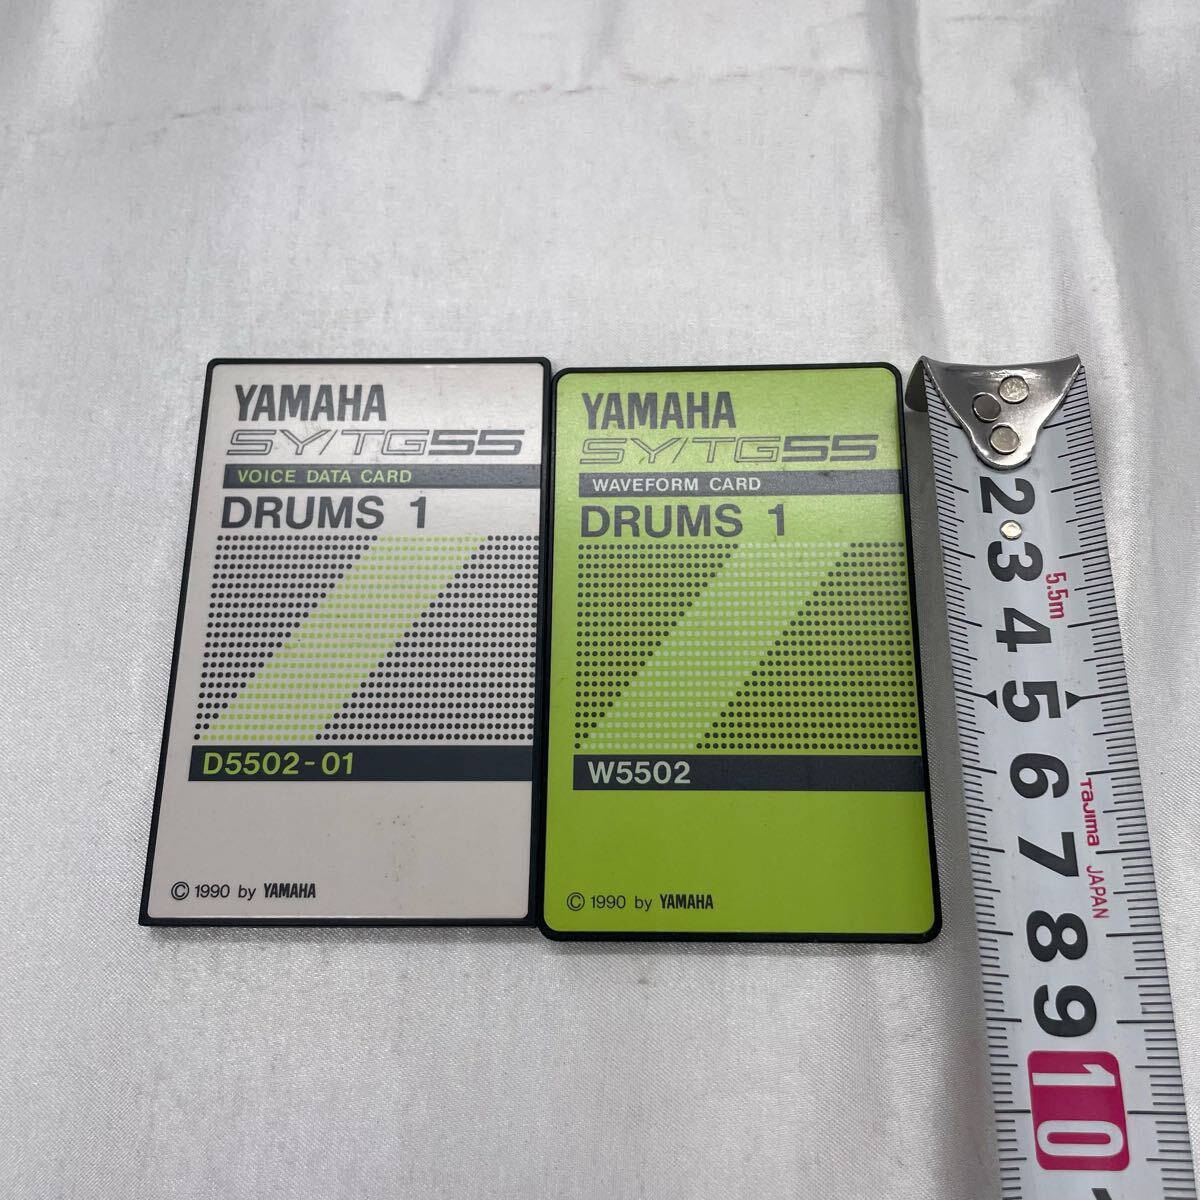 YAMAHA
SY/TG55
VOICE DATA CARD
DRUMS 1
D5502-01
© 1990 by YAMAHA
YAMAHA
SY/TG55
WAVEFORM CARD
DRUMS 1
W5502
© 1990 by YAMAHA
2
3
5.5m
4
5
6
Tajima
7
JAPAN
8
9
10